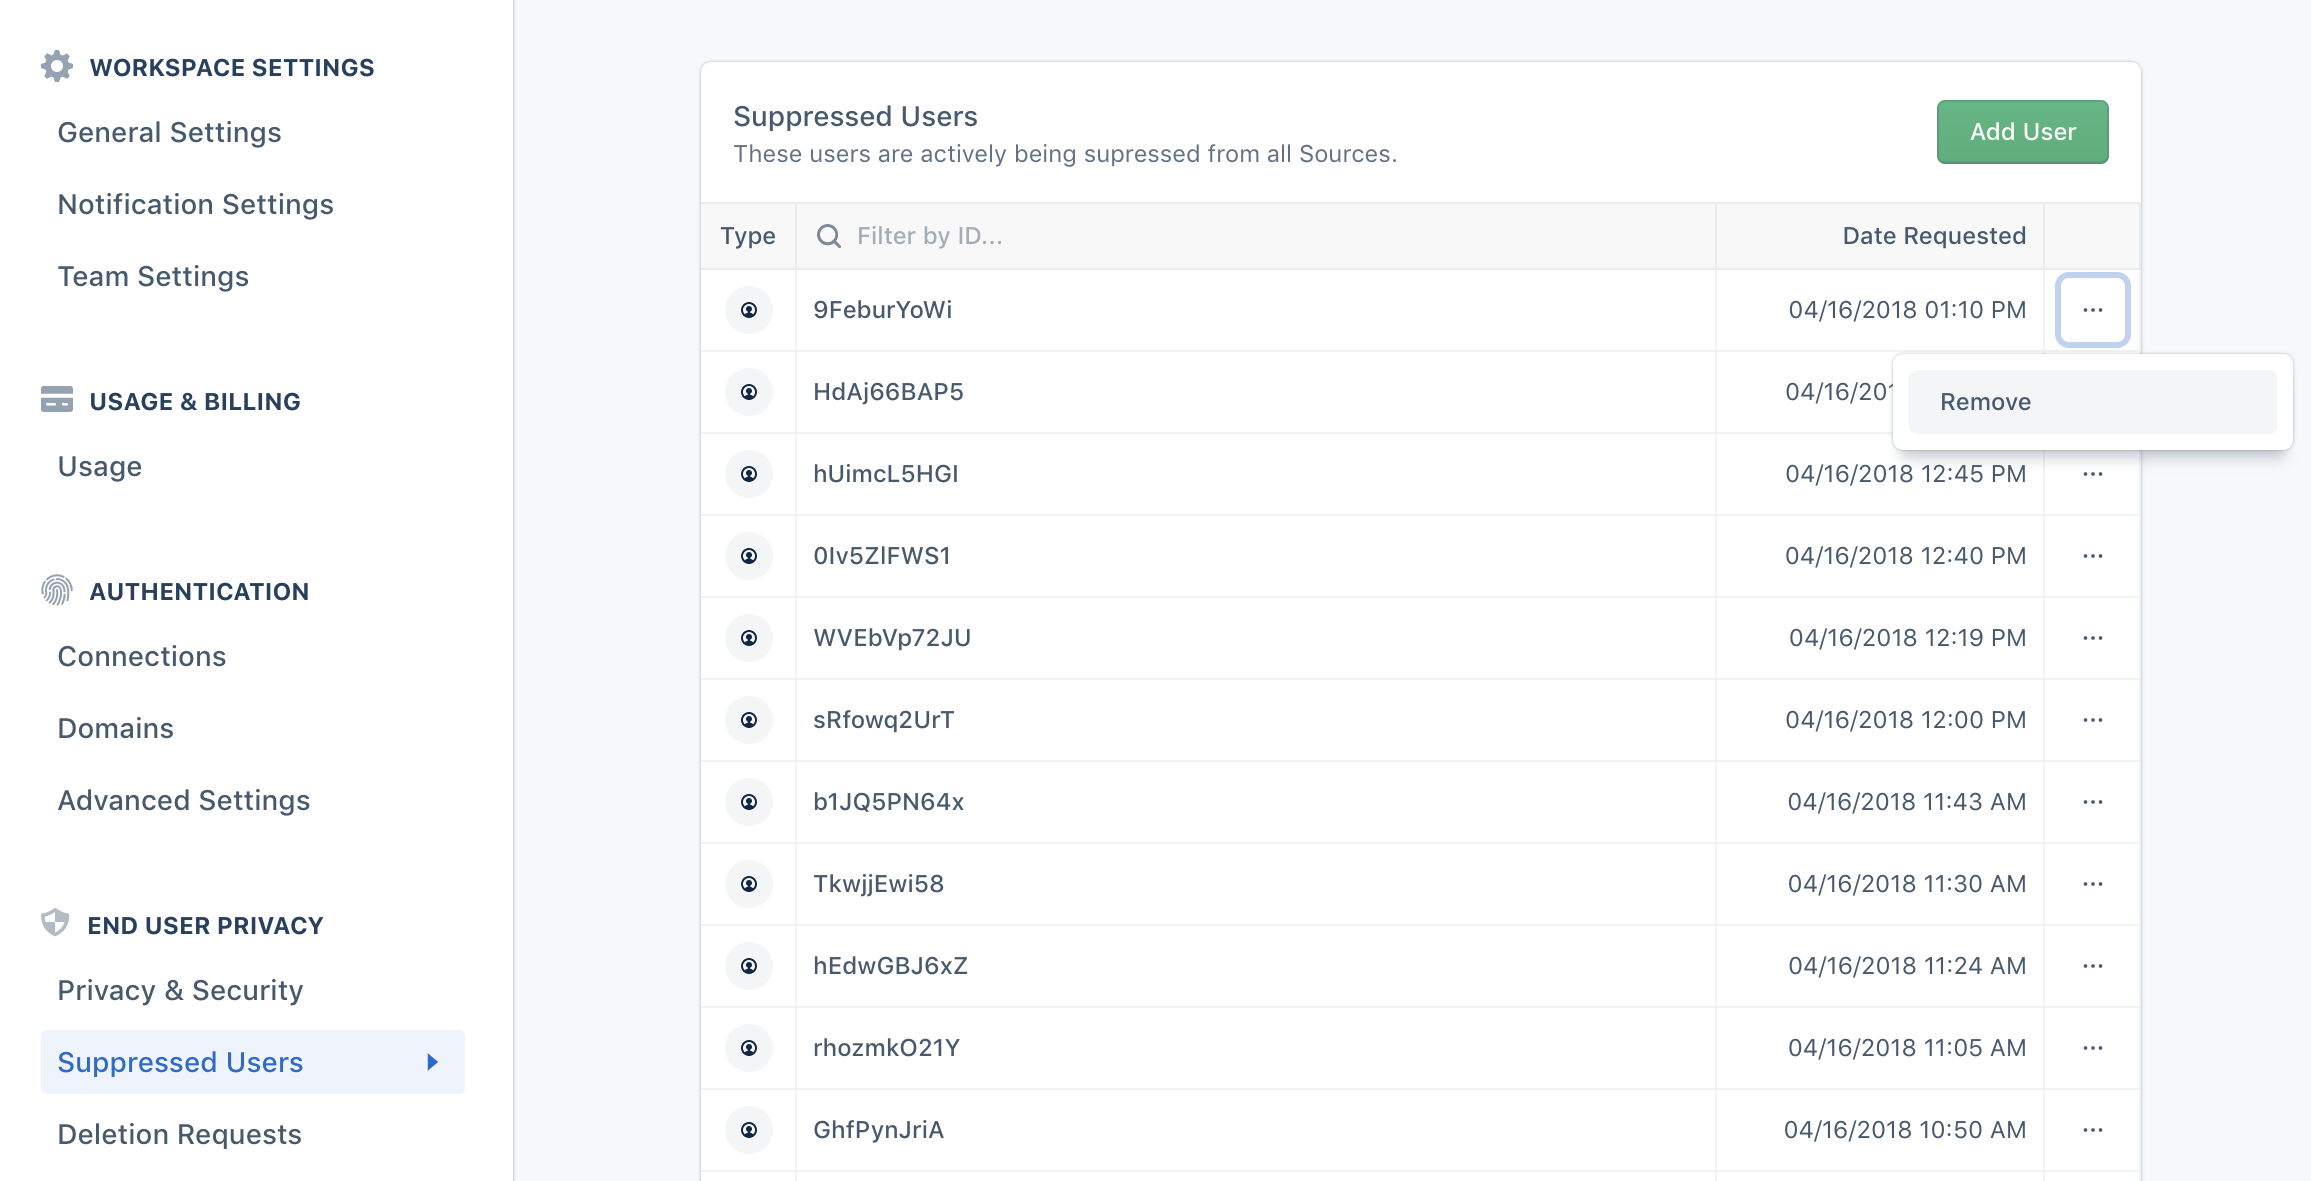 WORKSPACE SETTINGS
General Settings
Notification Settings
Team Settings
USAGE & BILLING
Usage
AUTHENTICATION
Connections
Domains
Advanced Settings
END USER PRIVACY
Privacy & Security
Suppressed Users
Deletion Requests
Suppressed Users
These users are actively being supressed from all Sources.
Add User
Type Filter by ID... Date Requested
9FeburYoWi 04/16/2018 01:10 PM ...
HdAj66BAP5 04/16/201
Remove
hUimcL5HGI 04/16/2018 12:45 PM ...
0Iv5ZIFWS1 04/16/2018 12:40 PM ...
WVEbVp72JU 04/16/2018 12:19 PM ...
sRfowq2UrT 04/16/2018 12:00 PM ...
b1JQ5PN64x 04/16/2018 11:43 AM ...
TkwjjEwi58 04/16/2018 11:30 AM ...
hEdwGBJ6xZ 04/16/2018 11:24 AM ...
rhozmkO21Y 04/16/2018 11:05 AM ...
GhfPynJriA 04/16/2018 10:50 AM ...